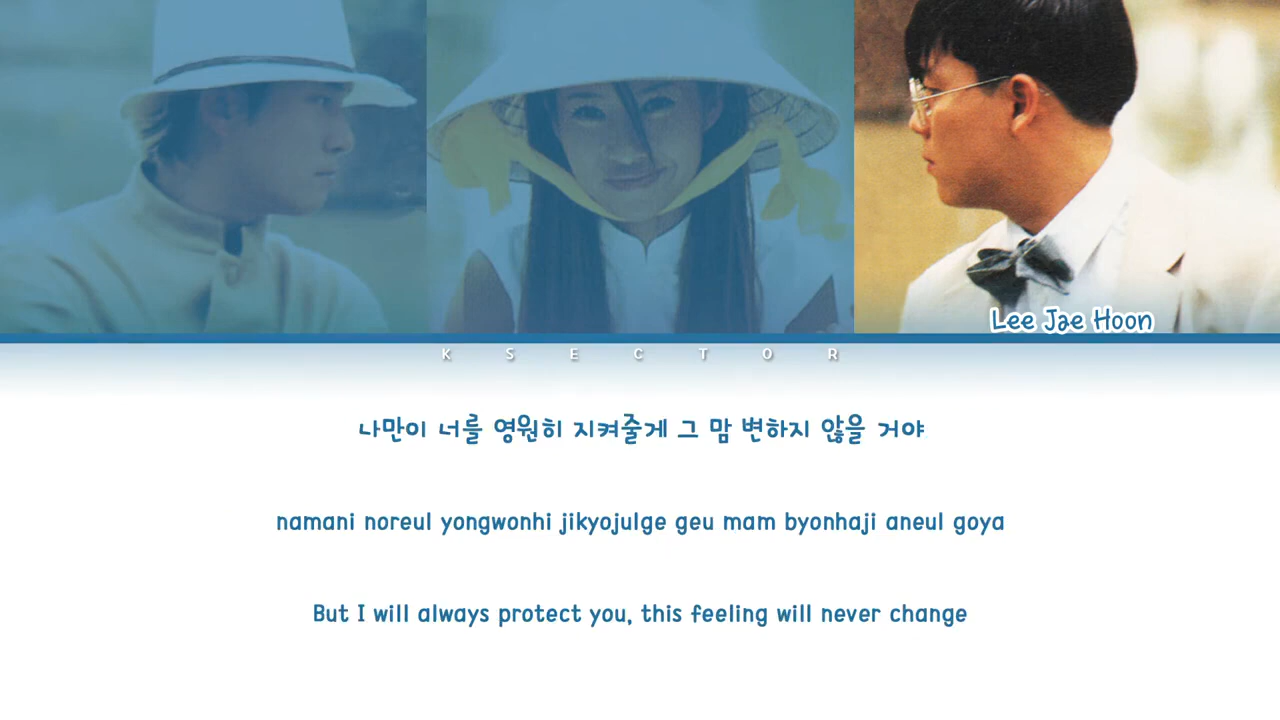 Lee Jae Hoon
K S E C T O R
나만이 너를 영원히 지켜줄게 그 맘 변하지 않을 거야
namani noreul yongwonhi jikyojulge geu mam byonhaji aneul goya
But I will always protect you, this feeling will never change